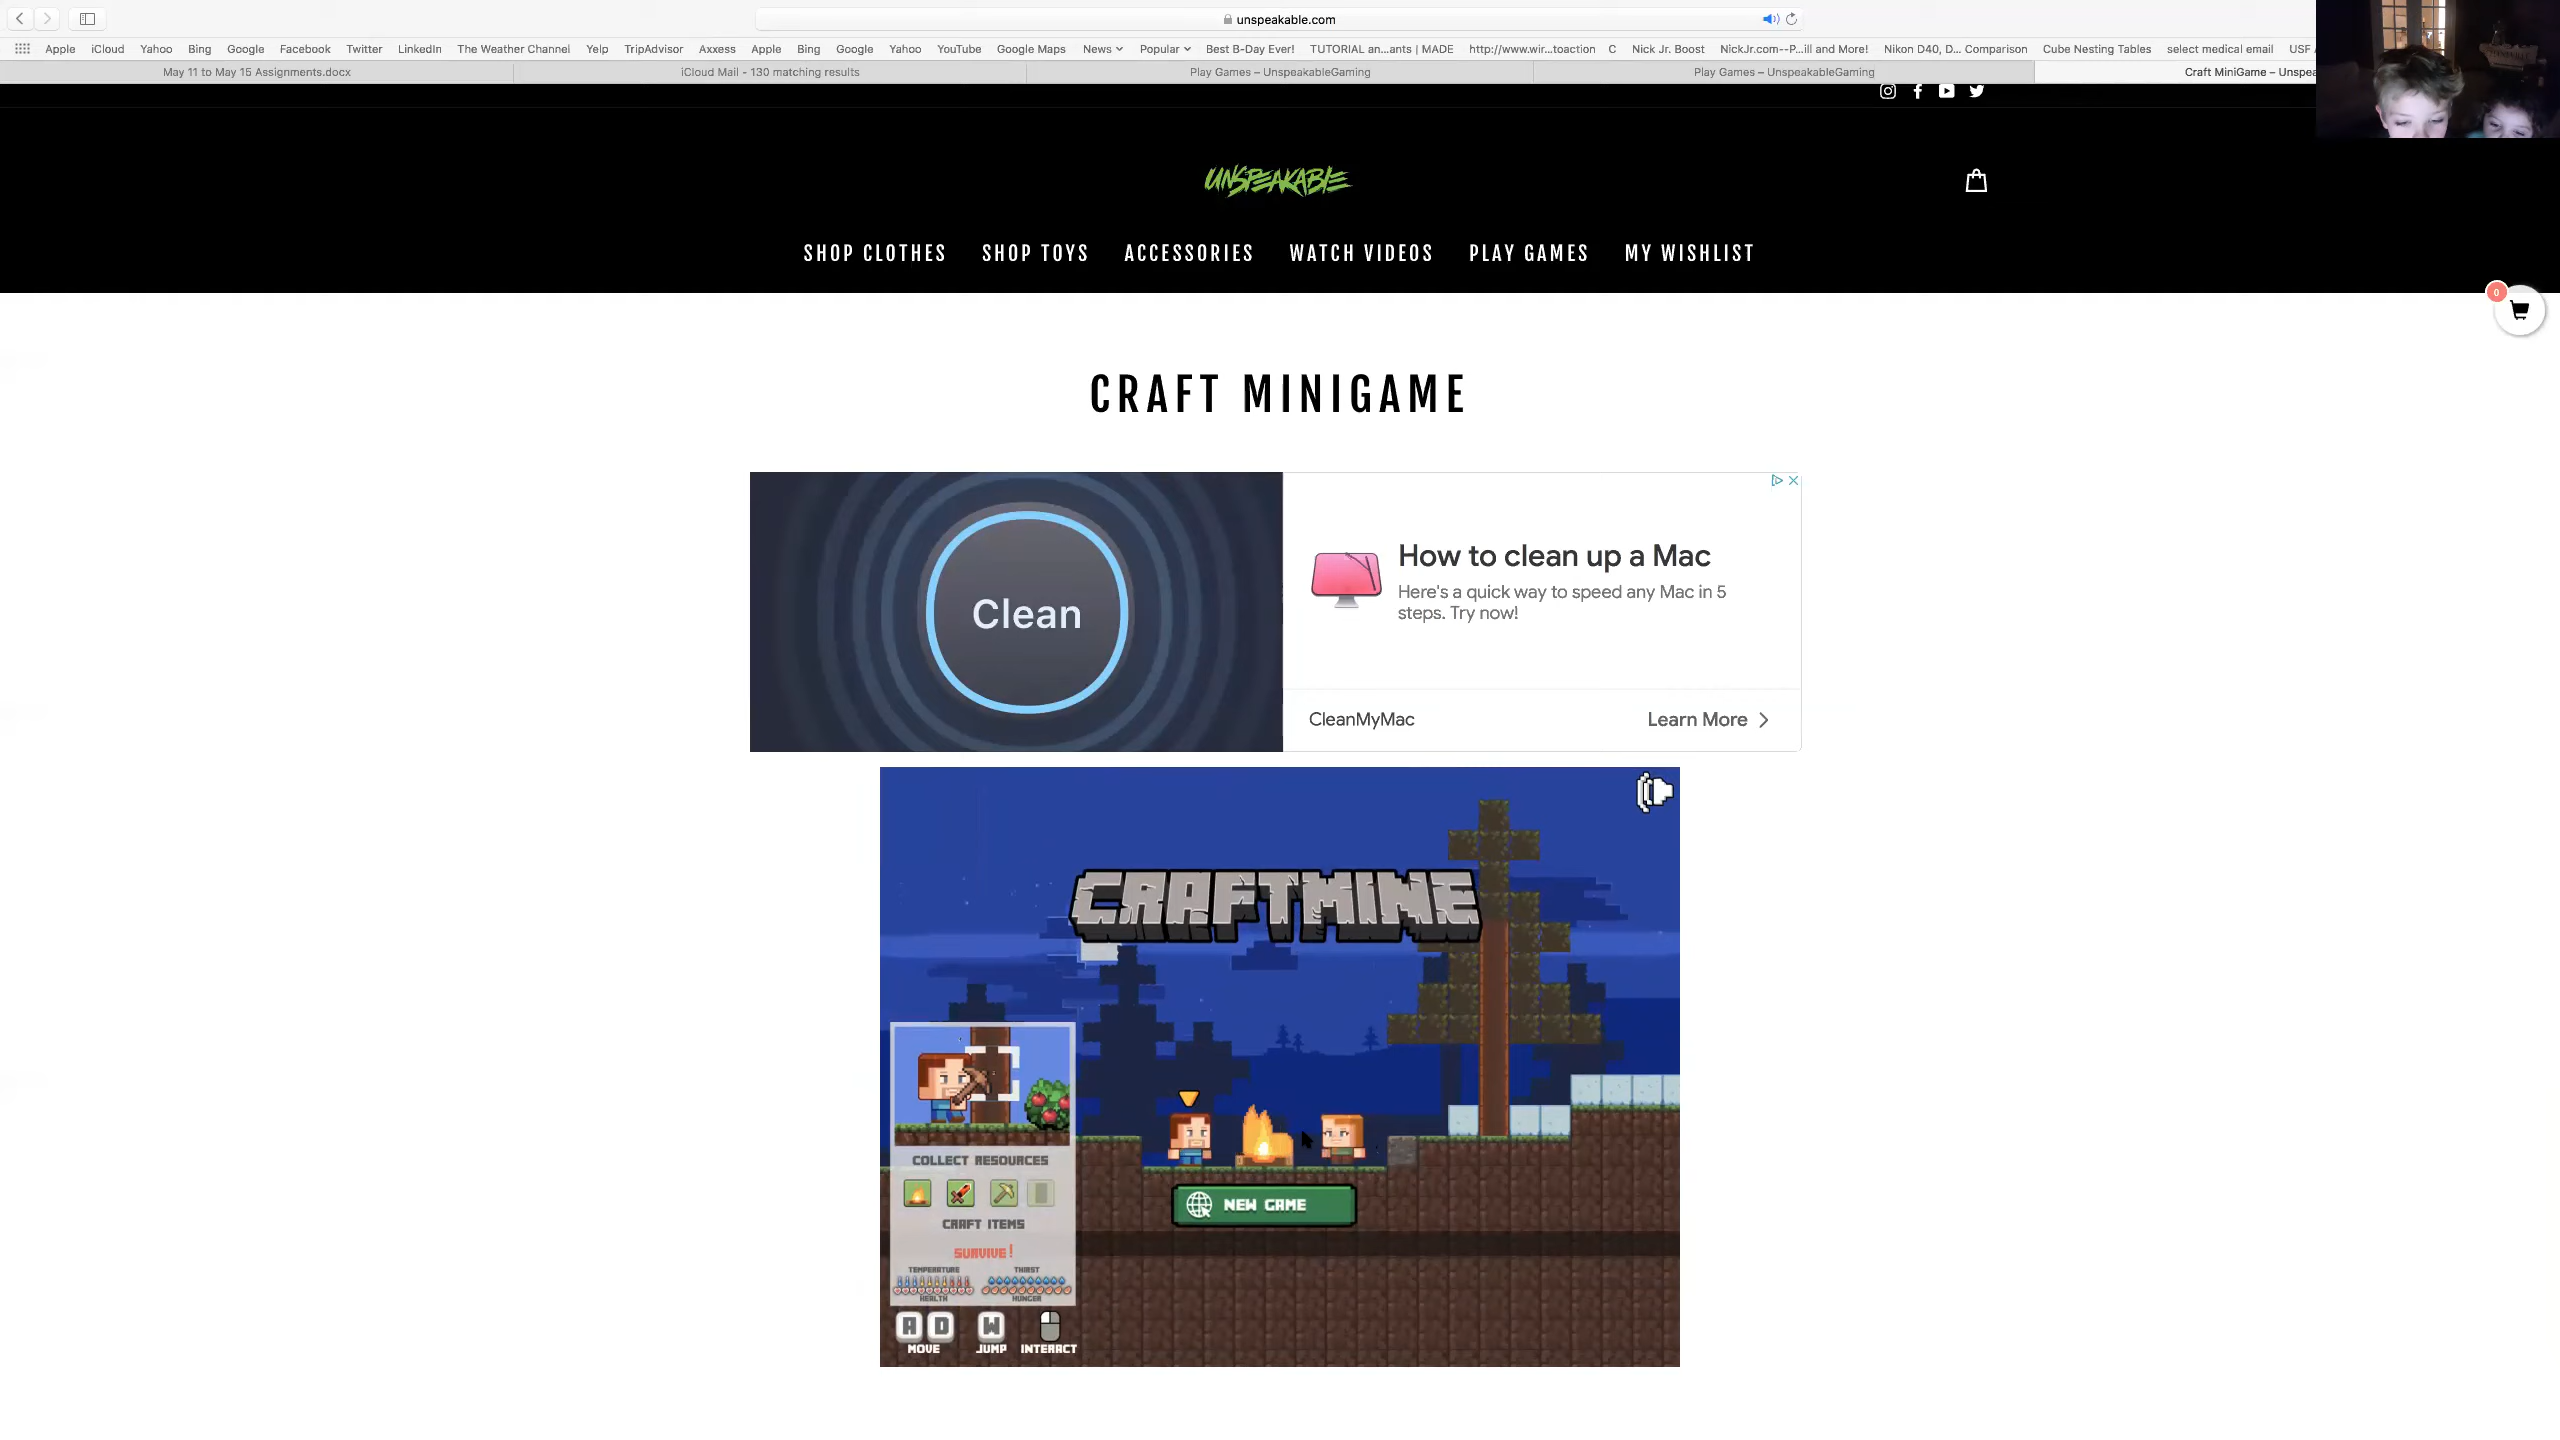 unspeakable.com
Apple iCloud Yahoo Bing Google Facebook Twitter LinkedIn The Weather Channel Yelp TripAdvisor Axxess Apple Bing Google Yahoo YouTube Google Maps News Popular Best B-Day Ever! TUTORIAL an...ants | MADE http://www.wir...toaction C Nick Jr. Boost NickJr.com--P...ill and More! Nikon D40, D... Comparison Cube Nesting Tables select medical email USF
May 11 to May 15 Assignments.docx
iCloud Mail - 130 matching results
Play Games – UnspeakableGaming
Play Games – UnspeakableGaming
Craft MiniGame – Unspea
UNSPEAKABLE
SHOP CLOTHES SHOP TOYS ACCESSORIES WATCH VIDEOS PLAY GAMES MY WISHLIST
0
CRAFT MINIGAME
Clean
How to clean up a Mac
Here's a quick way to speed any Mac in 5
steps. Try now!
CleanMyMac
Learn More
CRAFTMINE
COLLECT RESOURCES
CRAFT ITEMS
SURVIVE!
TEMPERATURE THIRST
HEALTH HUNGER
A D W
MOVE JUMP INTERACT
NEW GAME